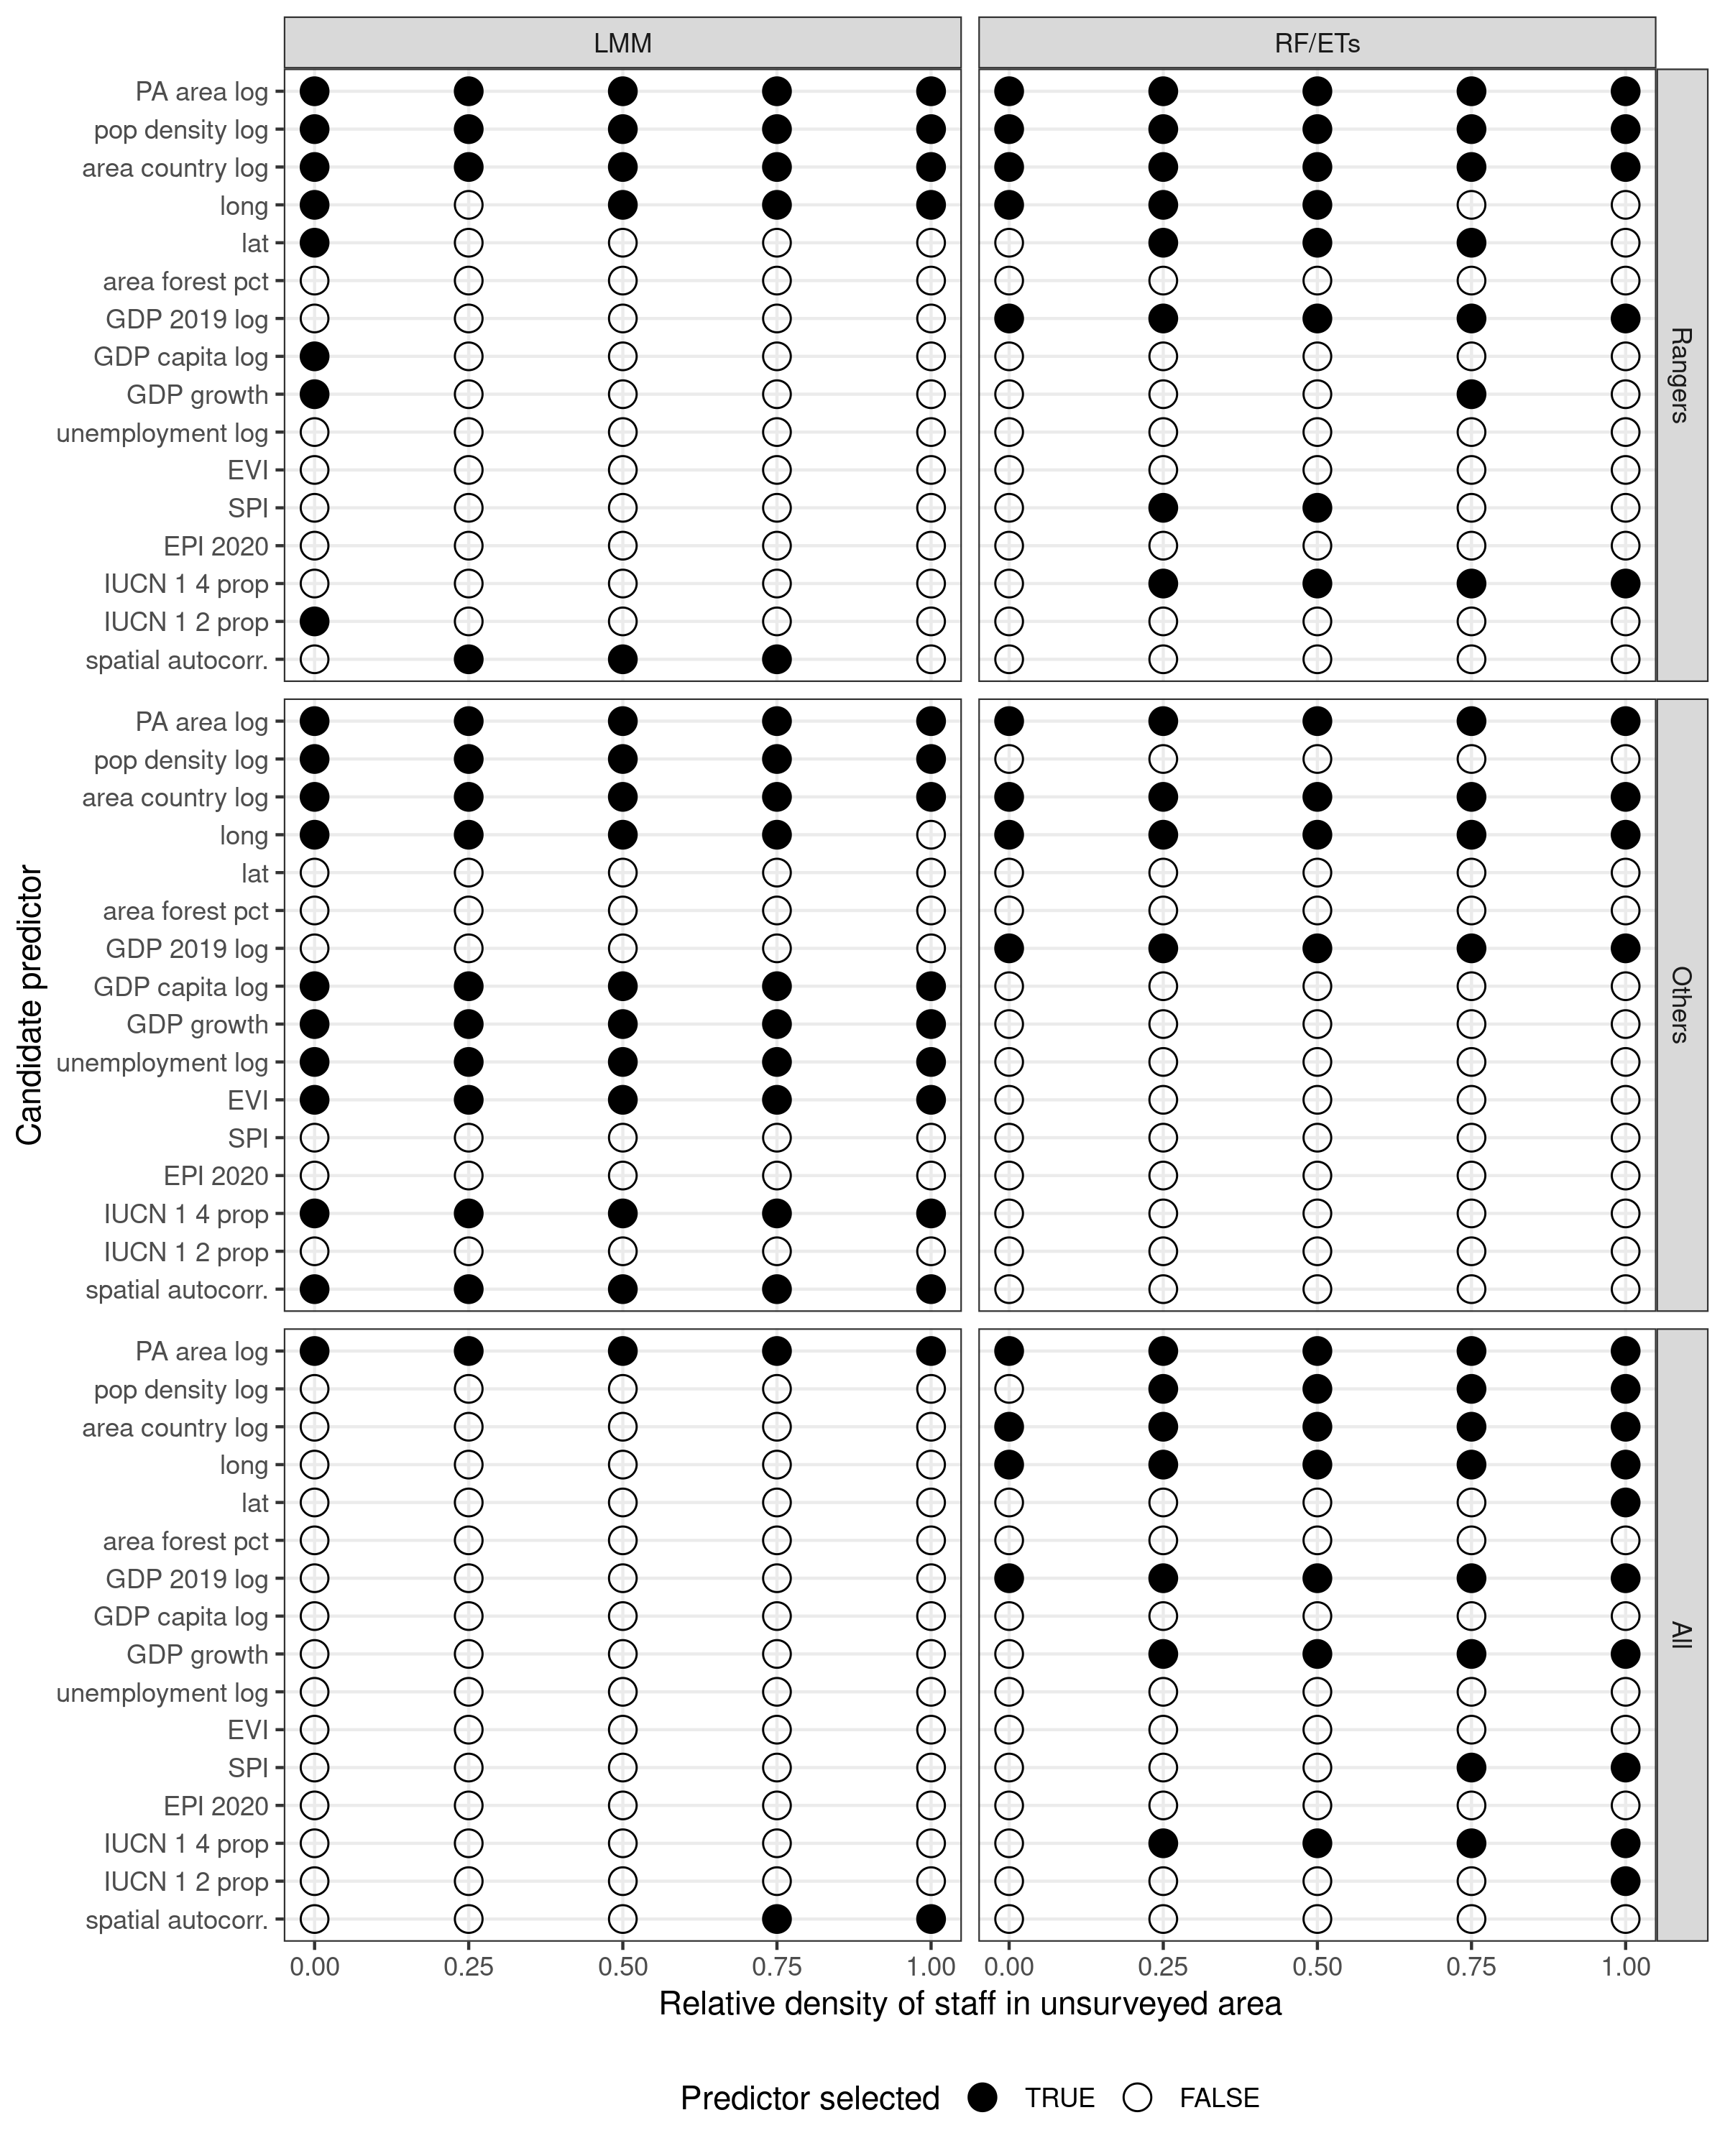 LMM
RF/ETs
PA area log
pop density log
area country log
long
lat
area forest pct
GDP 2019 log
GDP capita log
GDP growth
unemployment log
EVI
SPI
EPI 2020
IUCN 1 4 prop
IUCN 1 2 prop
spatial autocorr.
Rangers
PA area log
pop density log
area country log
long
lat
area forest pct
GDP 2019 log
GDP capita log
GDP growth
unemployment log
EVI
SPI
EPI 2020
IUCN 1 4 prop
IUCN 1 2 prop
spatial autocorr.
Others
Candidate predictor
PA area log
pop density log
area country log
long
lat
area forest pct
GDP 2019 log
GDP capita log
GDP growth
unemployment log
EVI
SPI
EPI 2020
IUCN 1 4 prop
IUCN 1 2 prop
spatial autocorr.
All
0.00 0.25 0.50 0.75 1.00 0.00 0.25 0.50 0.75 1.00
Relative density of staff in unsurveyed area
Predictor selected TRUE FALSE